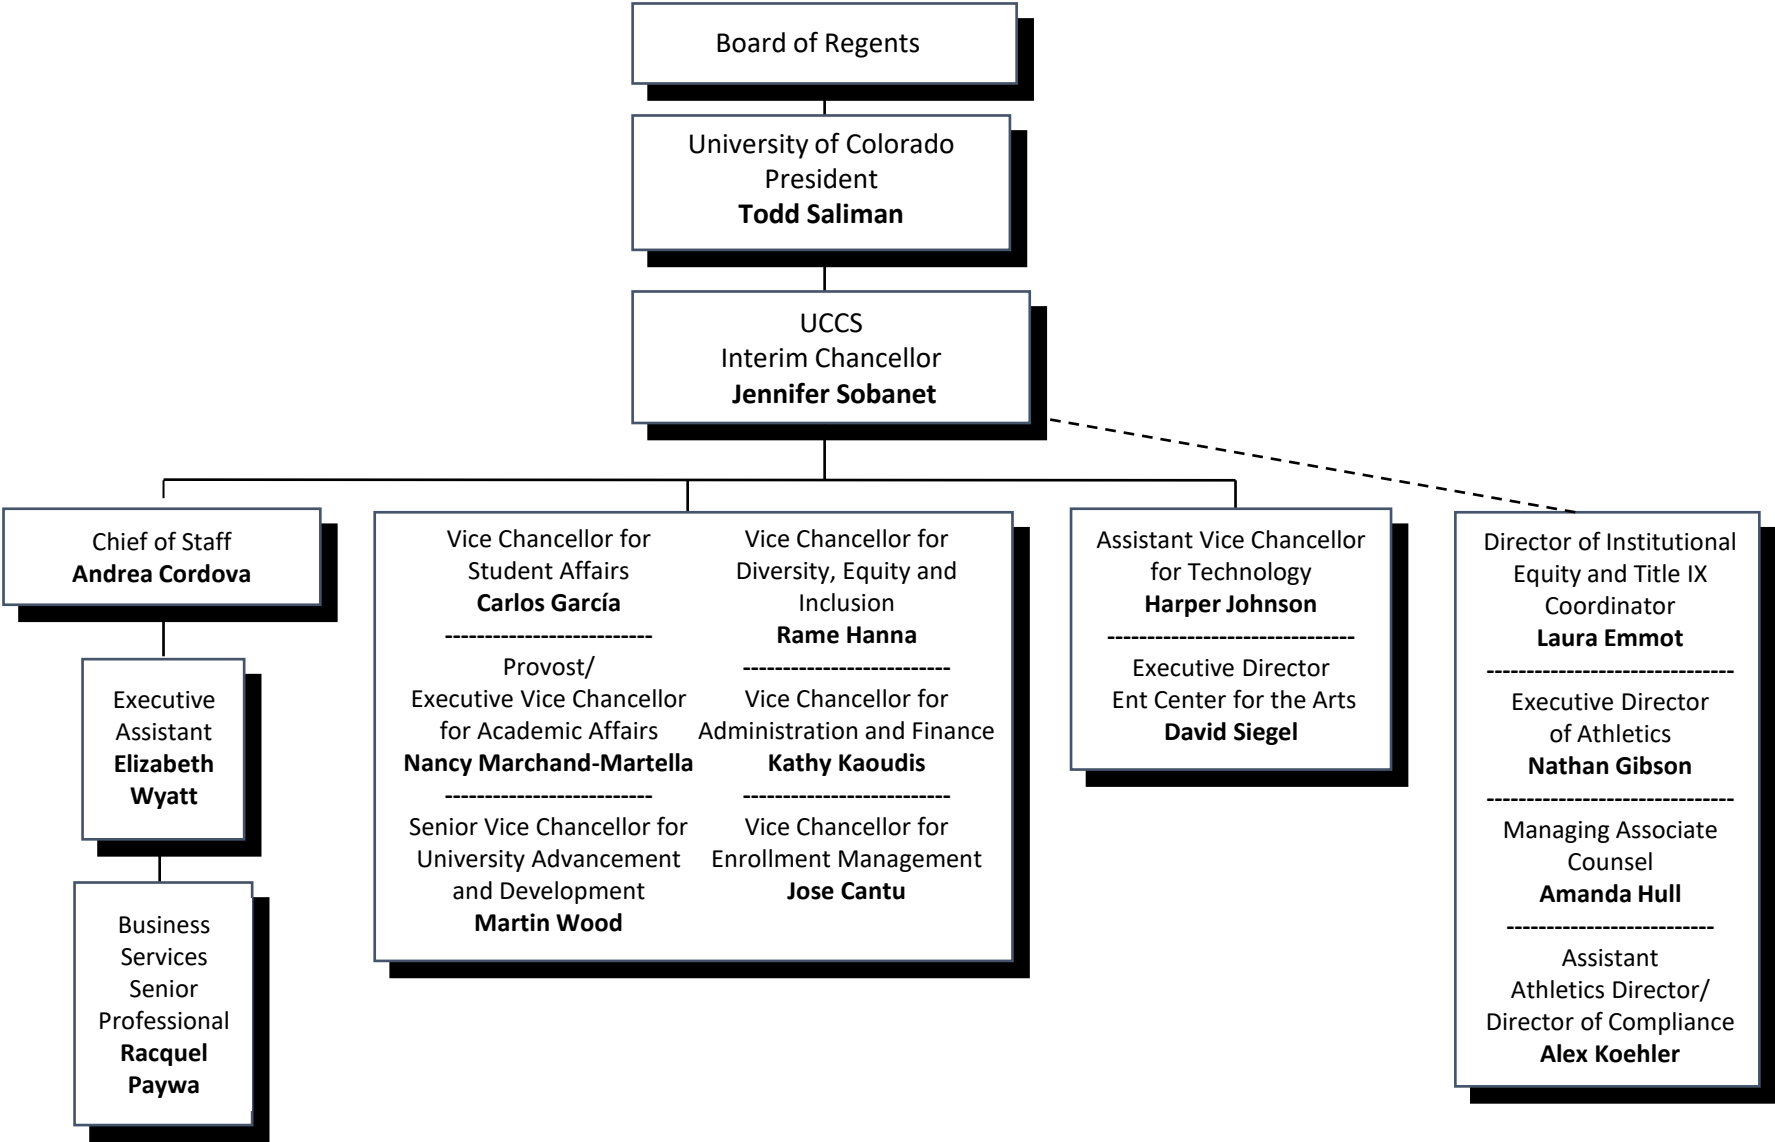 Board of Regents
University of Colorado
President
Todd Saliman
UCCS
Interim Chancellor
Jennifer Sobanet
Chief of Staff
Andrea Cordova
Executive
Assistant
Elizabeth
Wyatt
Business
Services
Senior
Professional
Racquel
Paywa
Vice Chancellor for
Student Affairs
Carlos García
--------------------------
Provost/
Executive Vice Chancellor
for Academic Affairs
Nancy Marchand-Martella
--------------------------
Senior Vice Chancellor for
University Advancement
and Development
Martin Wood
Vice Chancellor for
Diversity, Equity and
Inclusion
Rame Hanna
--------------------------
Vice Chancellor for
Administration and Finance
Kathy Kaoudis
--------------------------
Vice Chancellor for
Enrollment Management
Jose Cantu
Assistant Vice Chancellor
for Technology
Harper Johnson
-------------------------------
Executive Director
Ent Center for the Arts
David Siegel
Director of Institutional
Equity and Title IX
Coordinator
Laura Emmot
-------------------------------
Executive Director
of Athletics
Nathan Gibson
-------------------------------
Managing Associate
Counsel
Amanda Hull
--------------------------
Assistant
Athletics Director/
Director of Compliance
Alex Koehler